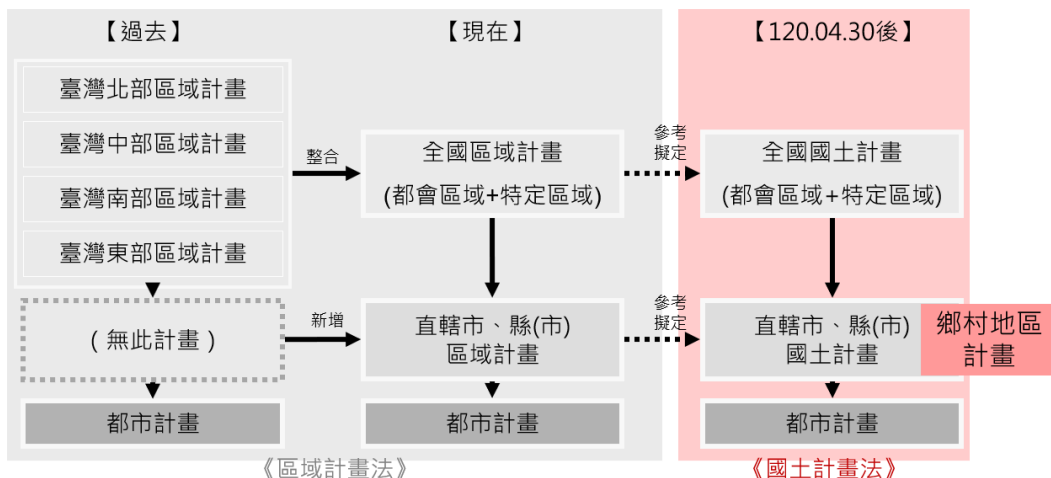 【過去】
【現在】
【120.04.30後】
臺灣北部區域計畫
臺灣中部區域計畫
臺灣南部區域計畫
臺灣東部區域計畫
整合
全國區域計畫
(都會區域+特定區域)
參考
擬定
全國國土計畫
(都會區域+特定區域)
(無此計畫)
新增
直轄市、縣(市)
區域計畫
參考
擬定
直轄市、縣(市)
國土計畫
鄉村地區
計畫
都市計畫
都市計畫
都市計畫
《區域計畫法》
《國土計畫法》